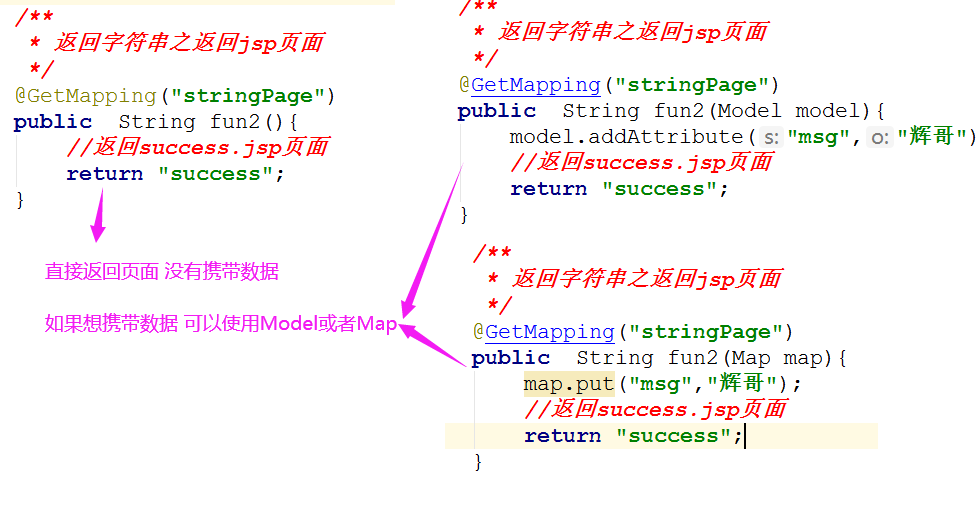 /**
 * 返回字符串之返回jsp页面
 */
@GetMapping("stringPage")
public  String fun2(){
    //返回success.jsp页面
    return "success";
}
直接返回页面 没有携带数据
如果想携带数据 可以使用Model或者Map
/**
 * 返回字符串之返回jsp页面
 */
@GetMapping("stringPage")
public  String fun2(Model model){
    model.addAttribute( s: "msg", o: "辉哥")
    //返回success.jsp页面
    return "success";
}
/**
 * 返回字符串之返回jsp页面
 */
@GetMapping("stringPage")
public  String fun2(Map map){
    map.put("msg","辉哥");
    //返回success.jsp页面
    return "success";
}